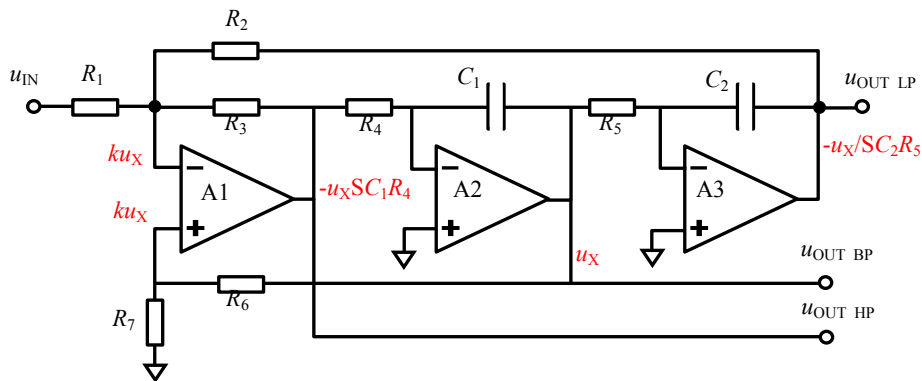 R2
uIN
R1
C1
C2
uOUT LP
R3
R4
R5
kuX
A1
A2
A3
-uX/SC2R5
kuX
-uXSC1R4
uX
uOUT BP
R6
R7
uOUT HP